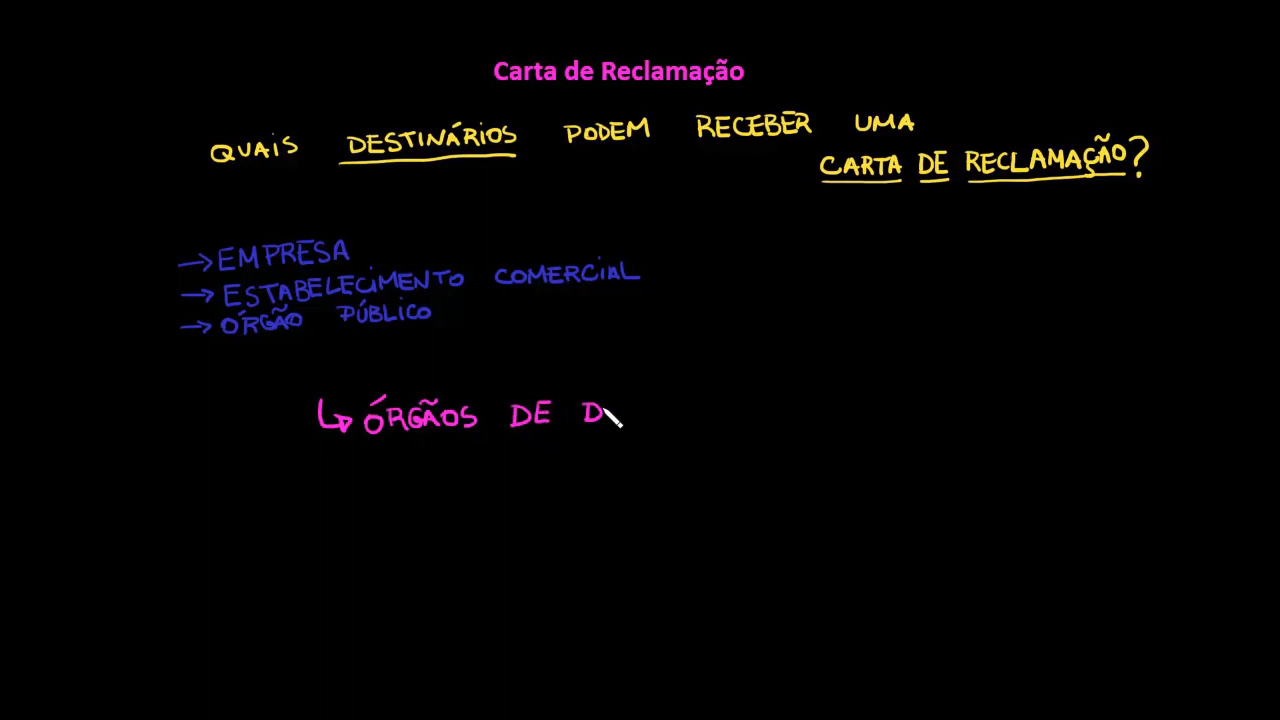 Carta de Reclamação
QUAIS DESTINÁRIOS PODEM RECEBER UMA
CARTA DE RECLAMAÇÃO?
→ EMPRESA
→ ESTABELECIMENTO COMERCIAL
→ ÓRGÃO PÚBLICO
↳ ÓRGÃOS DE D